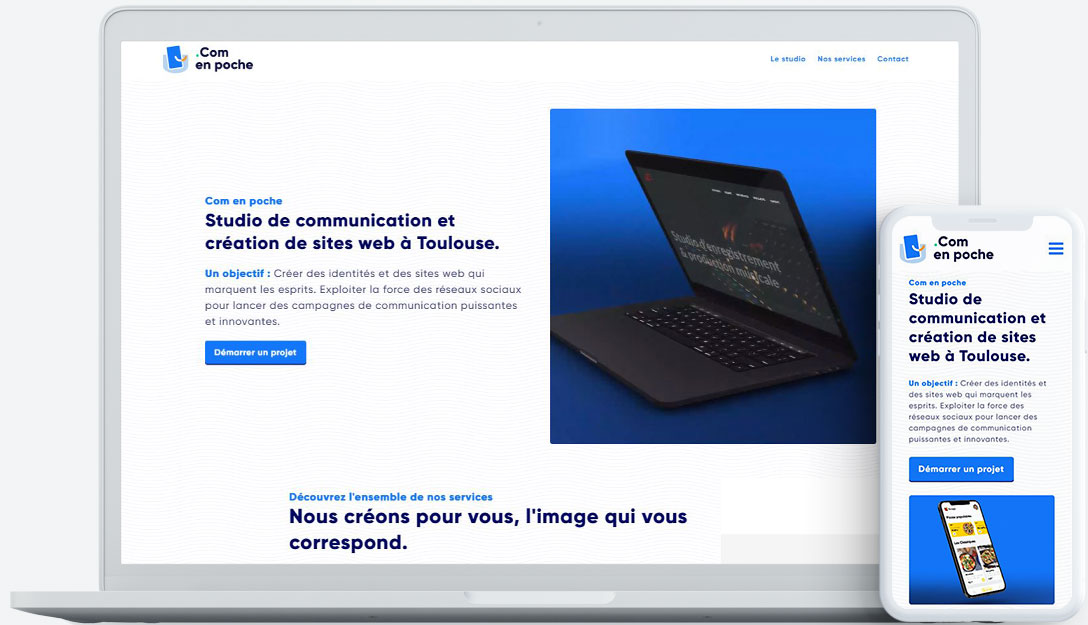 .Com
en poche
Le studio Nos services Contact
Com en poche
Studio de communication et
création de sites web à Toulouse.
Un objectif : Créer des identités et des sites web qui
marquent les esprits. Exploiter la force des réseaux sociaux
pour lancer des campagnes de communication puissantes
et innovantes.
Démarrer un projet
Studio d'enregistrement
& production musicale
Découvrez l'ensemble de nos services
Nous créons pour vous, l'image qui vous
correspond.
.Com
en poche
Com en poche
Studio de
communication et
création de sites
web à Toulouse.
Un objectif : Créer des identités et
des sites web qui marquent les
esprits. Exploiter la force des
réseaux sociaux pour lancer des
campagnes de communication
puissantes et innovantes.
Démarrer un projet